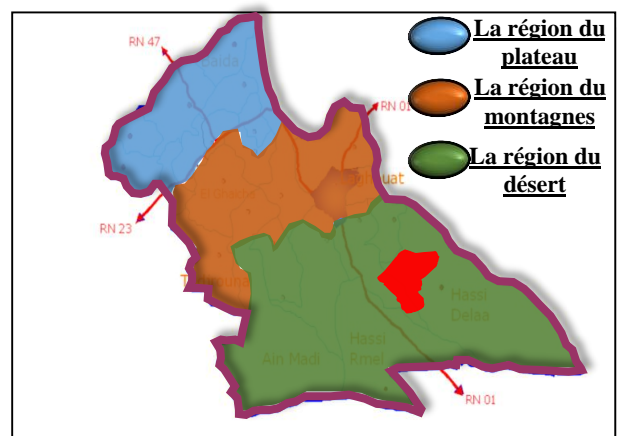 La région du
plateau
La région du
montagnes
La région du
désert
RN 47
RN 01
RN 23
Hassi
Delaa
Hassi
Rmel
Ain Madi
RN 01